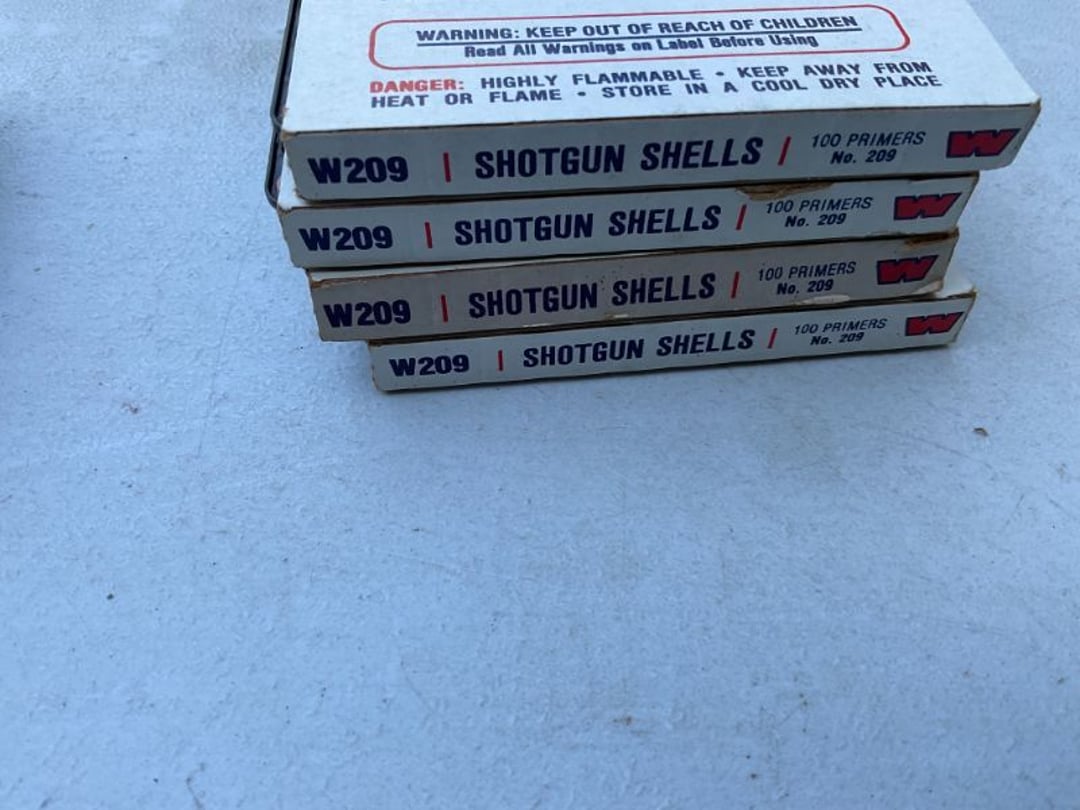 WARNING: KEEP OUT OF REACH OF CHILDREN
Read All Warnings on Label Before Using
DANGER: HIGHLY FLAMMABLE • KEEP AWAY FROM
HEAT OR FLAME • STORE IN A COOL DRY PLACE
W209 | SHOTGUN SHELLS / 100 PRIMERS No. 209 W
W209 | SHOTGUN SHELLS / 100 PRIMERS No. 209 W
W209 | SHOTGUN SHELLS / 100 PRIMERS No. 209 W
W209 | SHOTGUN SHELLS / 100 PRIMERS No. 209 W